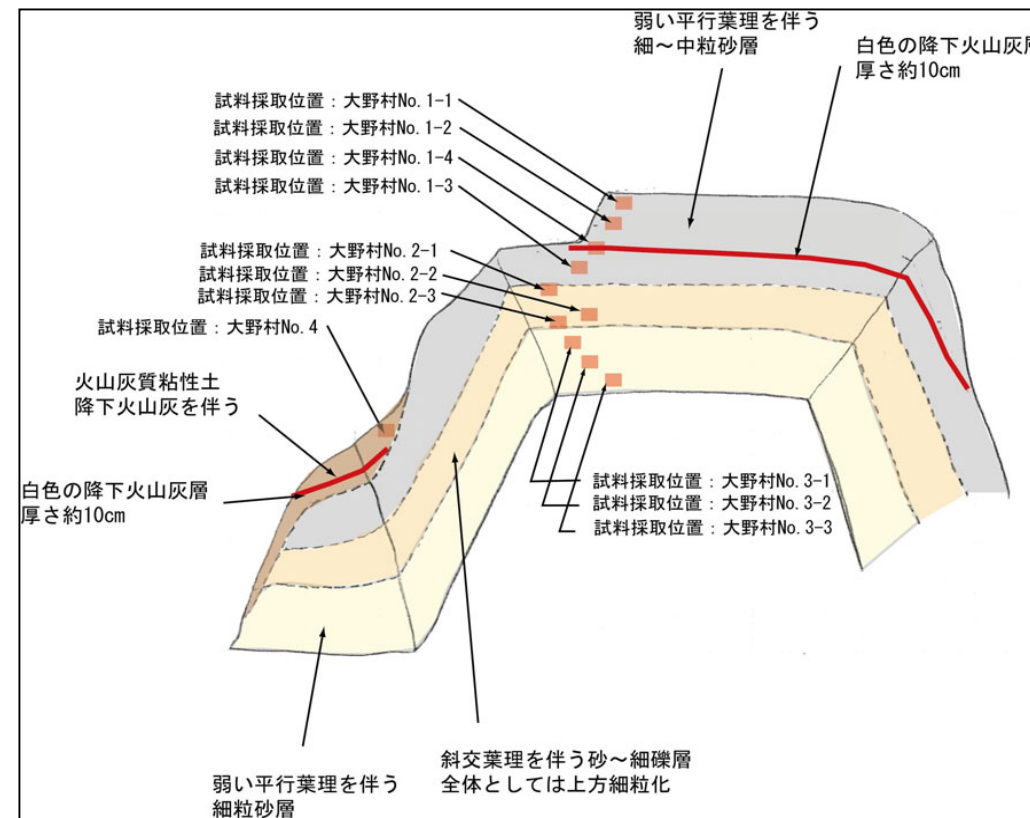 弱い平行葉理を伴う
細～中粒砂層
白色の降下火山灰層
厚さ約10cm
試料採取位置：大野村No.1-1
試料採取位置：大野村No.1-2
試料採取位置：大野村No.1-4
試料採取位置：大野村No.1-3
試料採取位置：大野村No.2-1
試料採取位置：大野村No.2-2
試料採取位置：大野村No.2-3
試料採取位置：大野村No.4
火山灰質粘性土
降下火山灰を伴う
白色の降下火山灰層
厚さ約10cm
試料採取位置：大野村No.3-1
試料採取位置：大野村No.3-2
試料採取位置：大野村No.3-3
斜交葉理を伴う砂～細礫層
全体としては上方細粒化
弱い平行葉理を伴う
細粒砂層